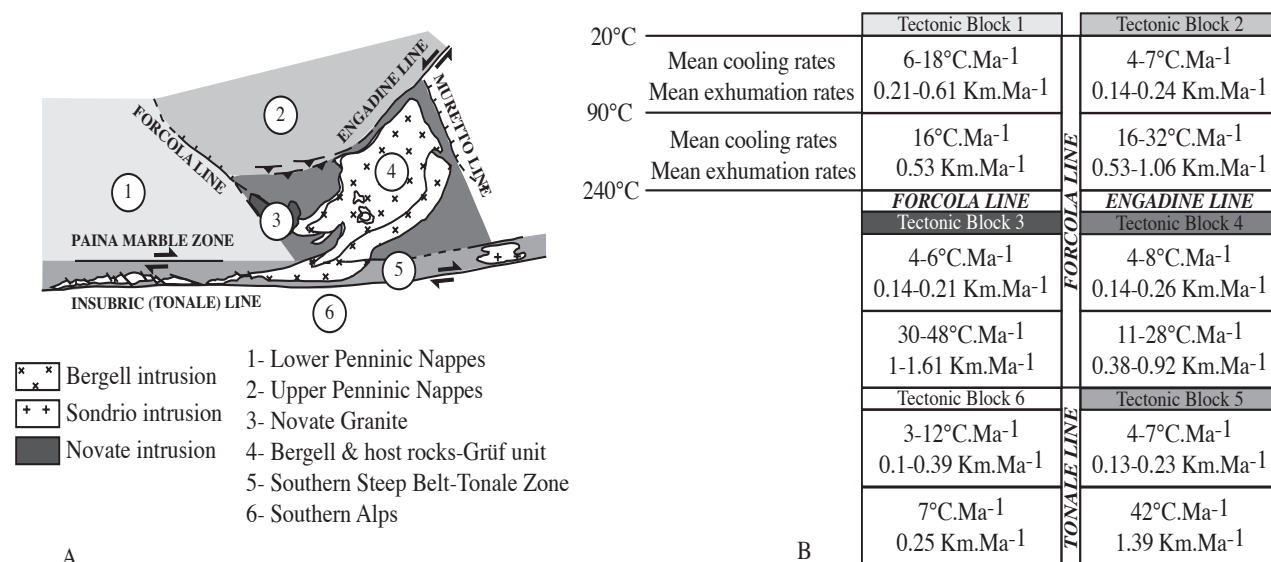 2
ENGADINE LINE
MURETTO LINE
FORCOLA LINE
4
1
3
PAINA MARBLE ZONE
5
INSUBRIC (TONALE) LINE
6
Bergell intrusion
Sondrio intrusion
Novate intrusion
1- Lower Penninic Nappes
2- Upper Penninic Nappes
3- Novate Granite
4- Bergell & host rocks-Grüf unit
5- Southern Steep Belt-Tonale Zone
6- Southern Alps
A
Tectonic Block 1 Tectonic Block 2
20°C
Mean cooling rates 6-18°C.Ma-1 4-7°C.Ma-1
Mean exhumation rates 0.21-0.61 Km.Ma-1 0.14-0.24 Km.Ma-1
90°C
Mean cooling rates 16°C.Ma-1 16-32°C.Ma-1
Mean exhumation rates 0.53 Km.Ma-1 0.53-1.06 Km.Ma-1
240°C
FORCOLA LINE ENGADINE LINE
FORCOLA LINE
Tectonic Block 3 Tectonic Block 4
4-6°C.Ma-1 4-8°C.Ma-1
0.14-0.21 Km.Ma-1 0.14-0.26 Km.Ma-1
30-48°C.Ma-1 11-28°C.Ma-1
1-1.61 Km.Ma-1 0.38-0.92 Km.Ma-1
Tectonic Block 6 Tectonic Block 5
TONALE LINE
3-12°C.Ma-1 4-7°C.Ma-1
0.1-0.39 Km.Ma-1 0.13-0.23 Km.Ma-1
7°C.Ma-1 42°C.Ma-1
0.25 Km.Ma-1 1.39 Km.Ma-1
B